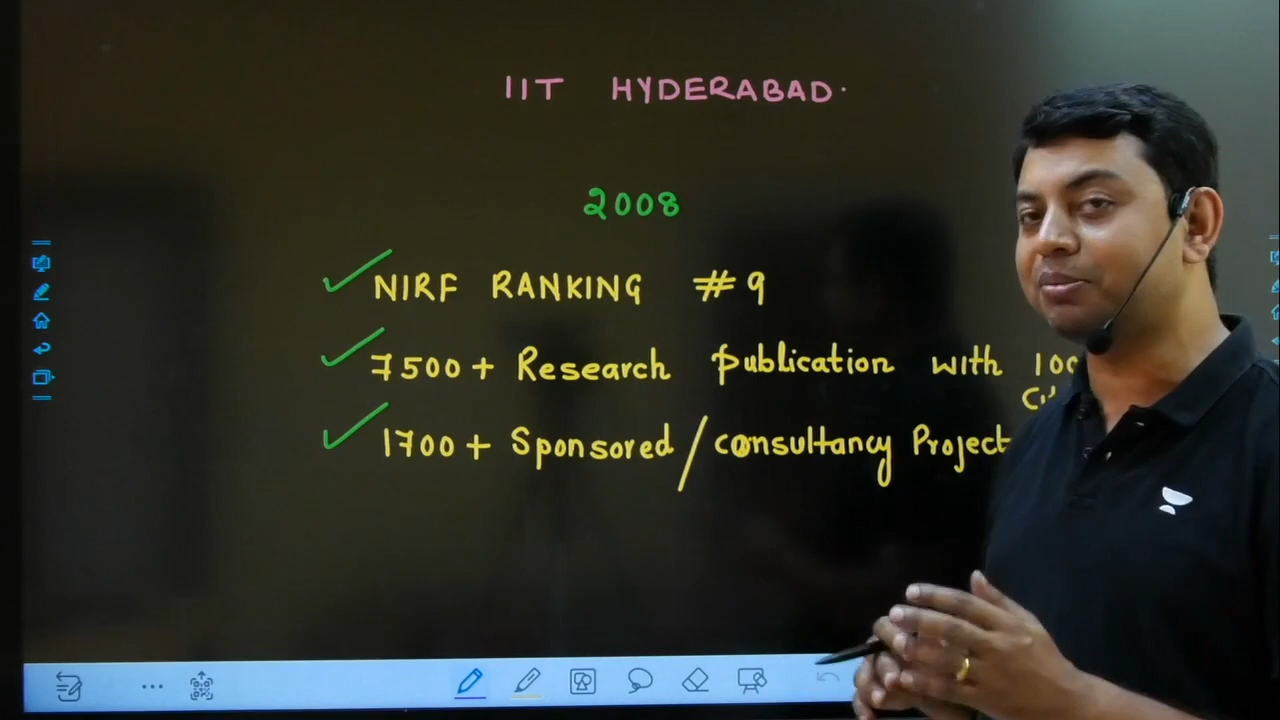 IIT HYDERABAD.
2008
NIRF RANKING #9
7500+ Research publication with
1700+ Sponsored/consultancy Project